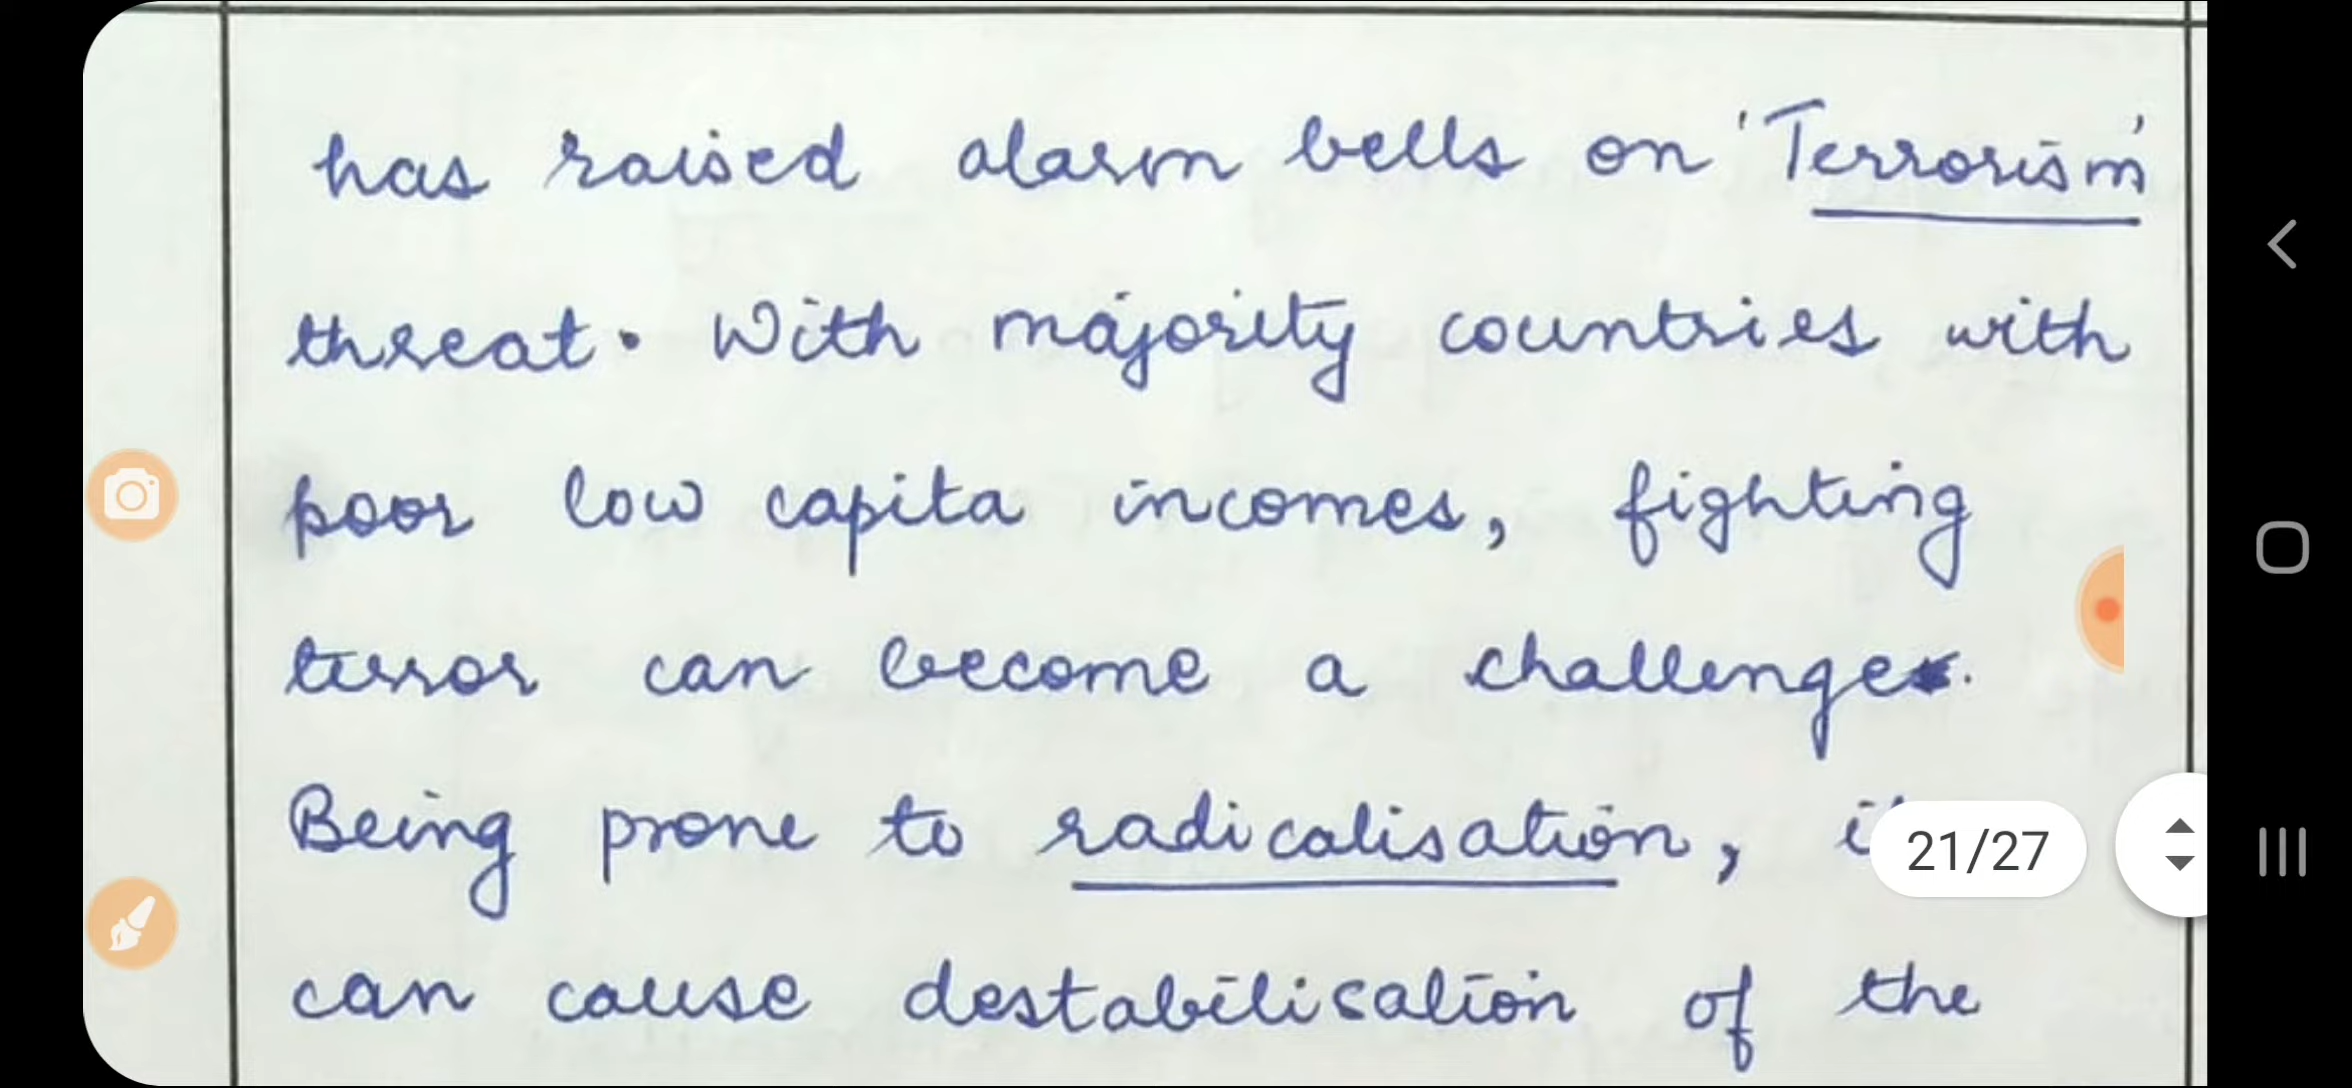 has raised alarm bells on 'Terrorism'
threat. With majority countries with
poor low capita incomes, fighting
terror can become a challenge.
Being prone to radicalisation,
21/27
can cause destabilisation of the